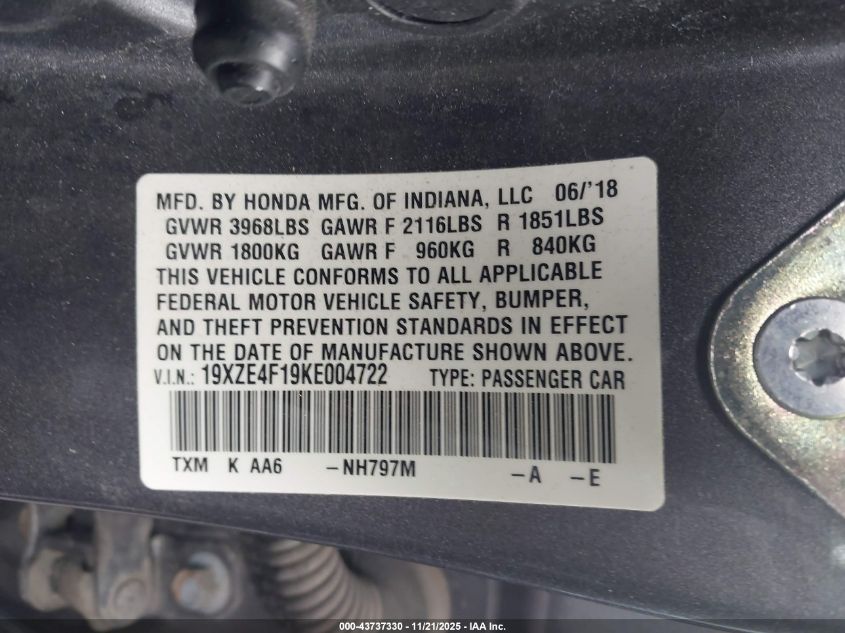 MFD. BY HONDA MFG. OF INDIANA, LLC 06/'18
GVWR 3968LBS GAWR F 2116LBS R 1851LBS
GVWR 1800KG GAWR F 960KG R 840KG
THIS VEHICLE CONFORMS TO ALL APPLICABLE
FEDERAL MOTOR VEHICLE SAFETY, BUMPER,
AND THEFT PREVENTION STANDARDS IN EFFECT
ON THE DATE OF MANUFACTURE SHOWN ABOVE.
V.I.N.: 19XZE4F19KE004722 TYPE: PASSENGER CAR
TXM K AA6 -NH797M -A -E
000-43737330 — 11/21/2025 — IAA Inc.